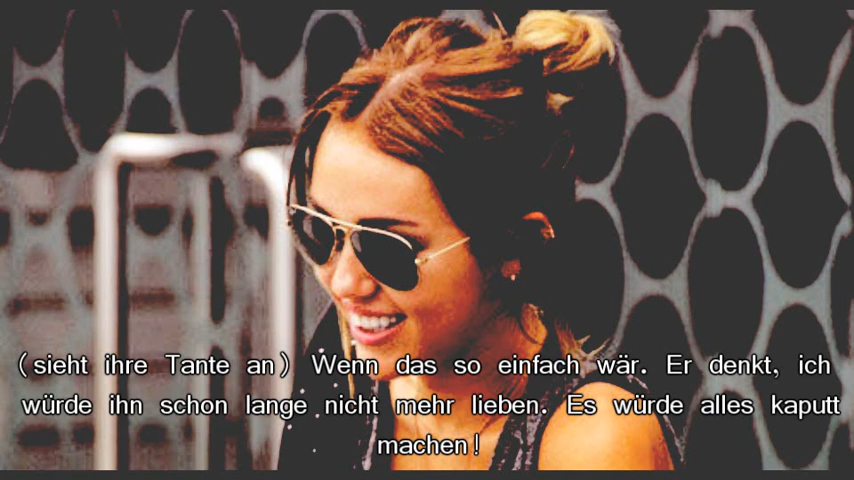 (sieht ihre Tante an) Wenn das so einfach wär. Er denkt, ich
würde ihn schon lange nicht mehr lieben. Es würde alles kaputt
machen!